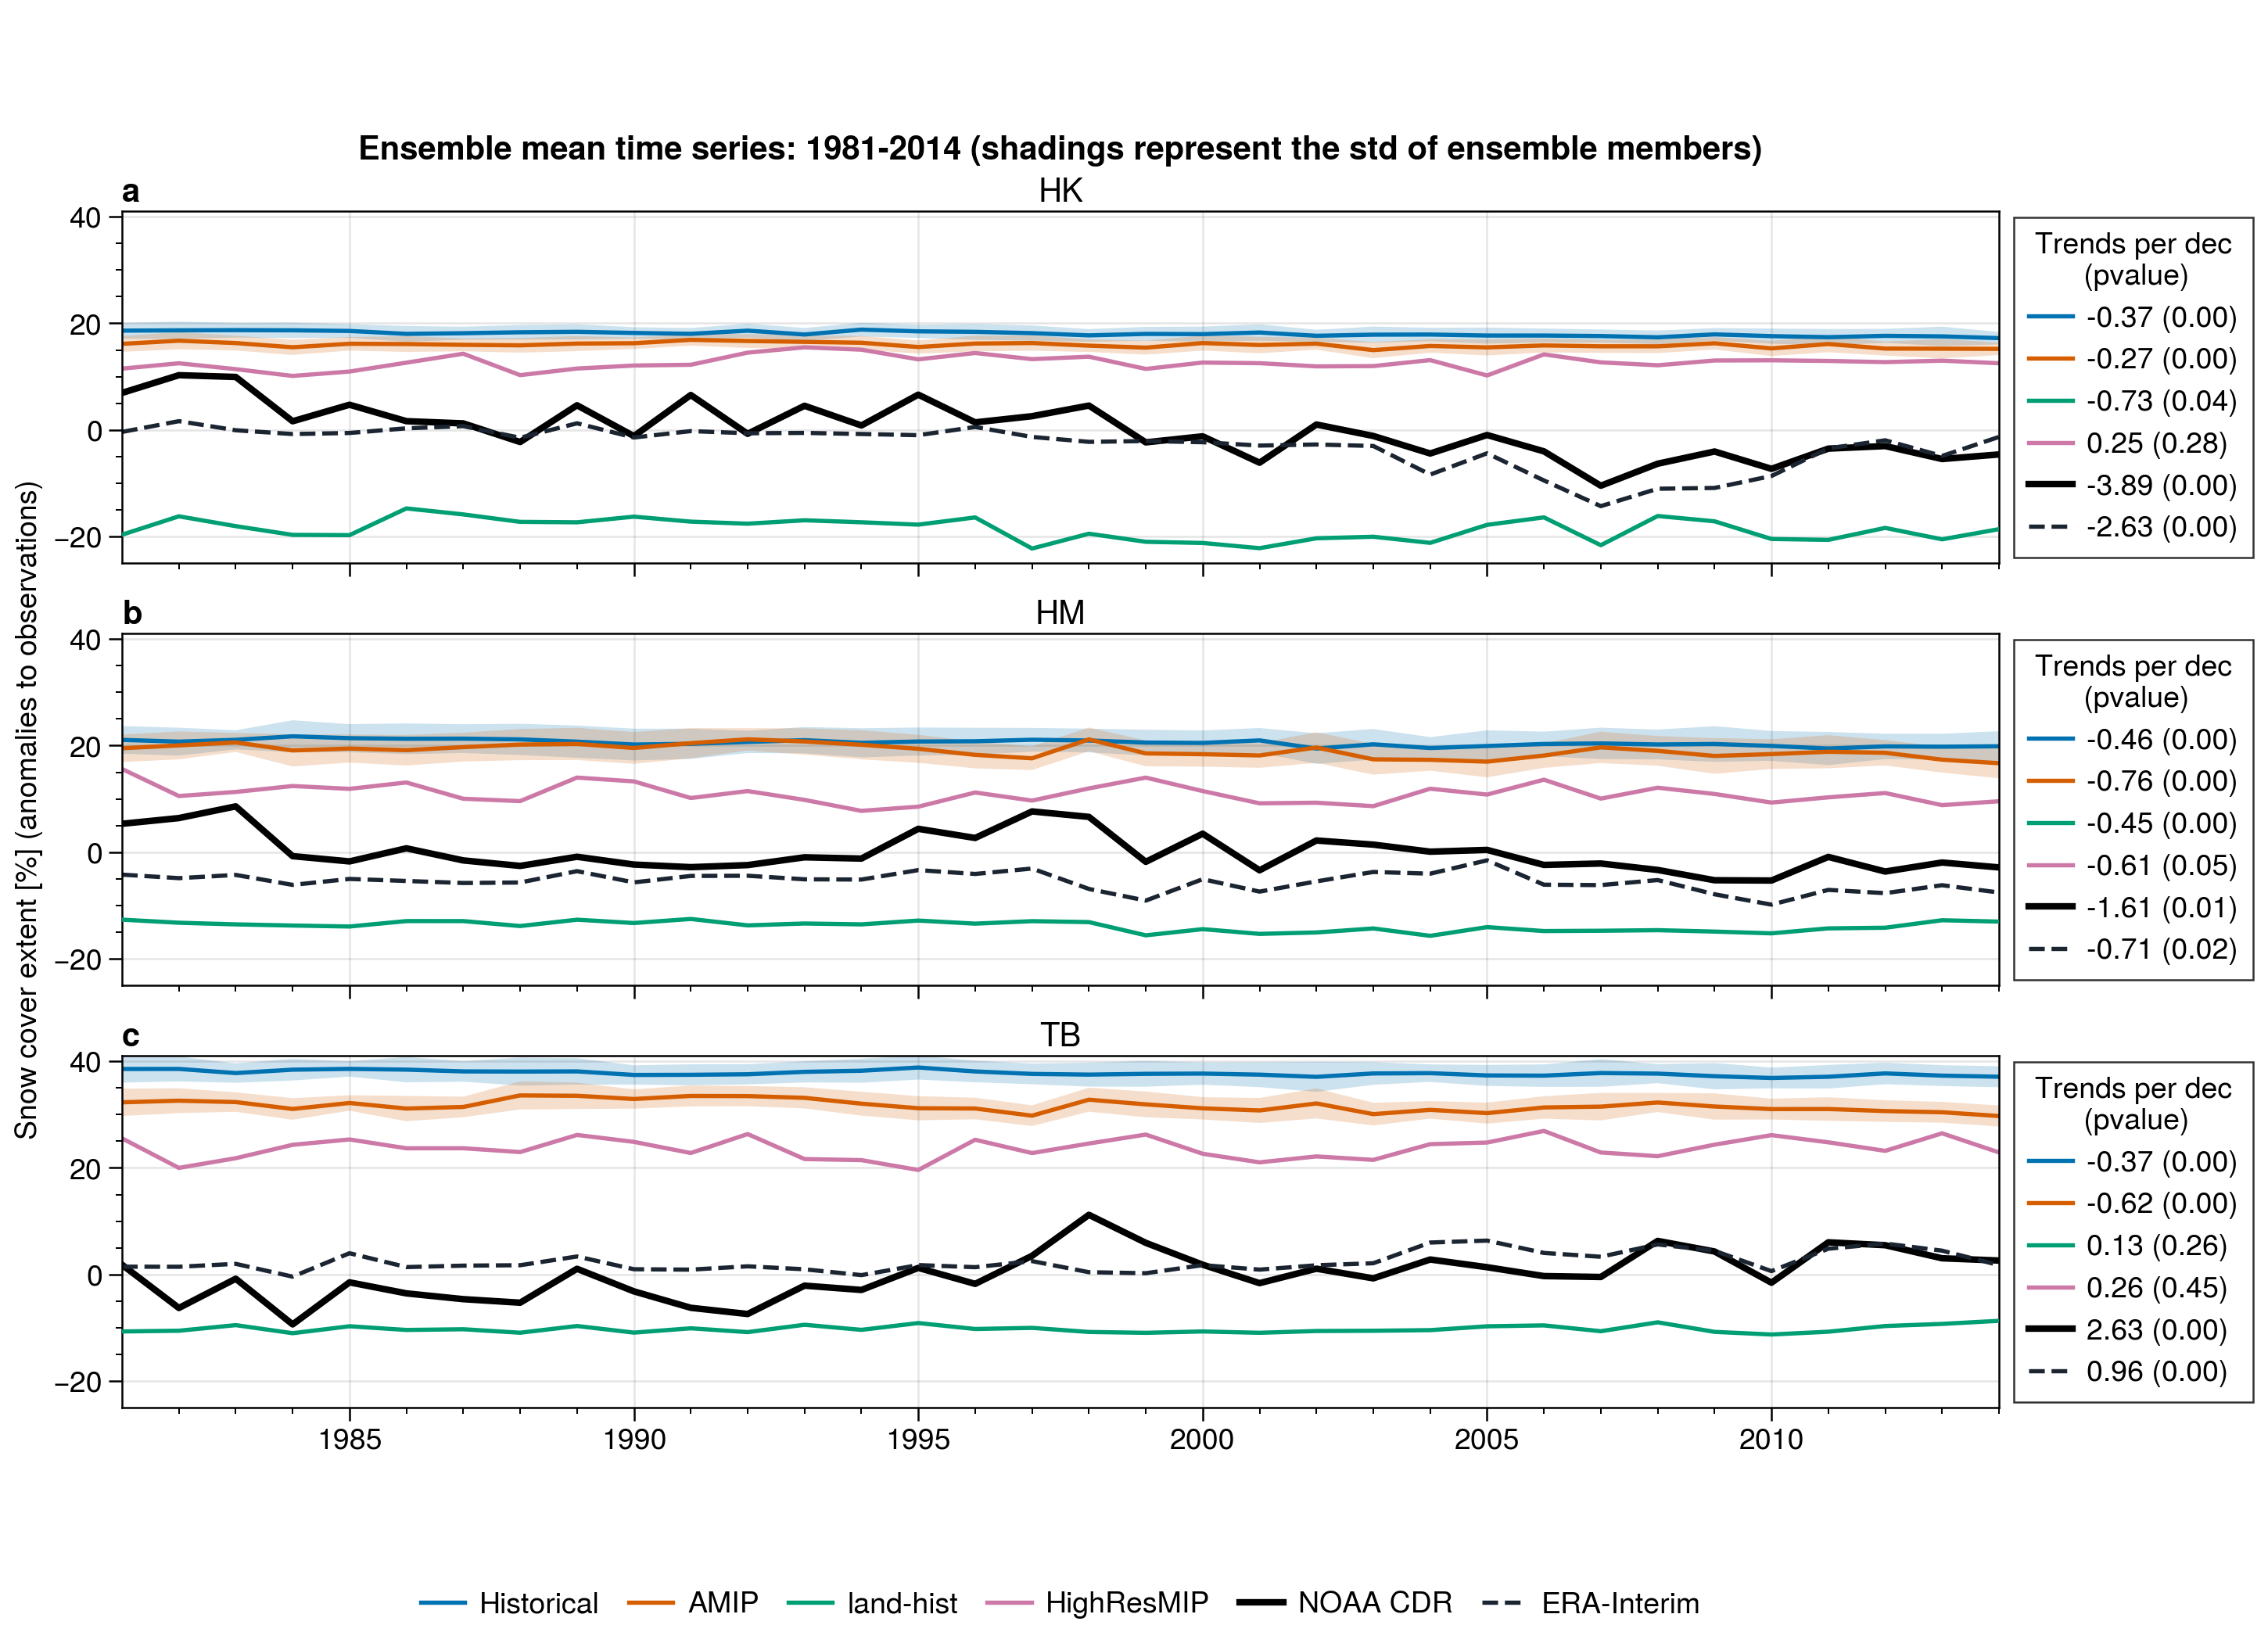 Ensemble mean time series: 1981-2014 (shadings represent the std of ensemble members)
Snow cover extent [%] (anomalies to observations)
a
HK
40
20
0
−20
Trends per dec
(pvalue)
-0.37 (0.00)
-0.27 (0.00)
-0.73 (0.04)
0.25 (0.28)
-3.89 (0.00)
-2.63 (0.00)
b
HM
40
20
0
−20
Trends per dec
(pvalue)
-0.46 (0.00)
-0.76 (0.00)
-0.45 (0.00)
-0.61 (0.05)
-1.61 (0.01)
-0.71 (0.02)
c
TB
40
20
0
−20
Trends per dec
(pvalue)
-0.37 (0.00)
-0.62 (0.00)
0.13 (0.26)
0.26 (0.45)
2.63 (0.00)
0.96 (0.00)
1985 1990 1995 2000 2005 2010
Historical AMIP land-hist HighResMIP NOAA CDR ERA-Interim